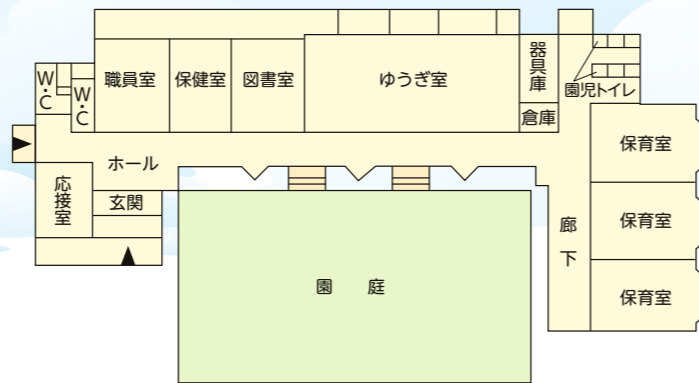 W・C
W・C
職員室
保健室
図書室
ゆうぎ室
器具庫
倉庫
園児トイレ
保育室
ホール
応接室
玄関
保育室
廊下
保育室
園庭